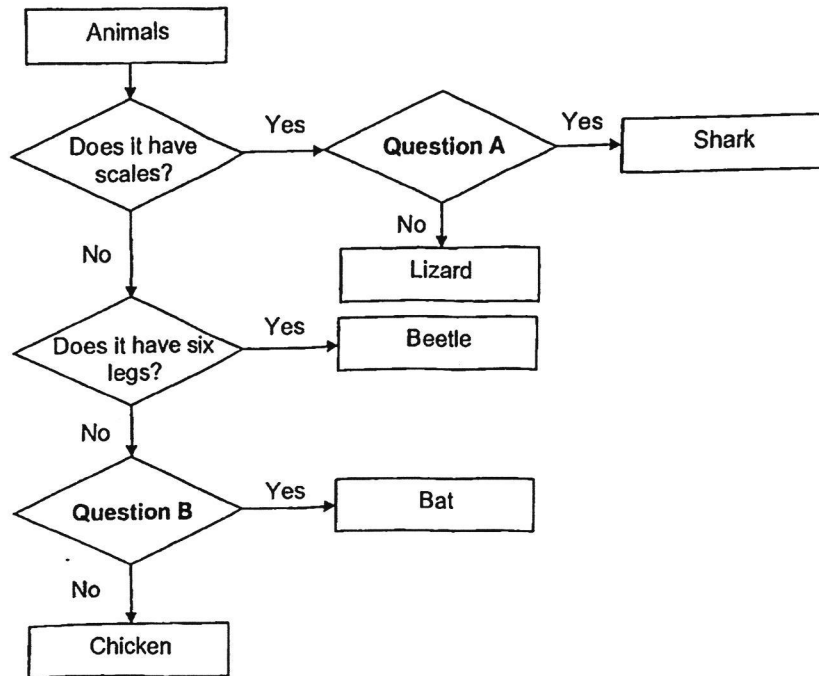 Animals
Does it have
scales?
Yes
Question A
Yes
Shark
No
Lizard
No
Does it have six
legs?
Yes
Beetle
No
Question B
Yes
Bat
No
Chicken